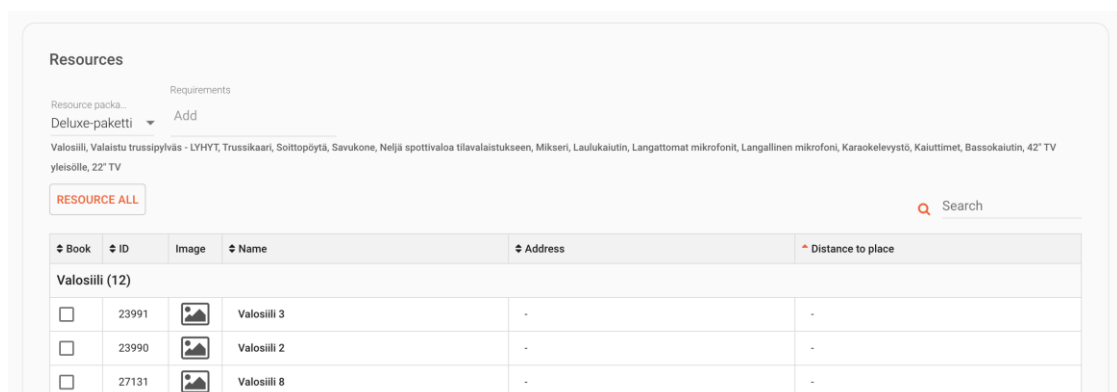 Resources
Requirements
Resource packa...
Add
Deluxe-paketti
Valosiili, Valaistu trussipylväs - LYHYT, Trussikaari, Soittopöytä, Savukone, Neljä spottivaloa tilavalaistukseen, Mikseri, Laulukaiutin, Langattomat mikrofonit, Langallinen mikrofoni, Karaokelevystö, Kaiuttimet, Bassokaiutin, 42" TV
yleisölle, 22" TV
RESOURCE ALL
Search
Book ID Image Name Address Distance to place
Valosiili (12)
23991 Valosiili 3 - -
23990 Valosiili 2 - -
27131 Valosiili 8 - -